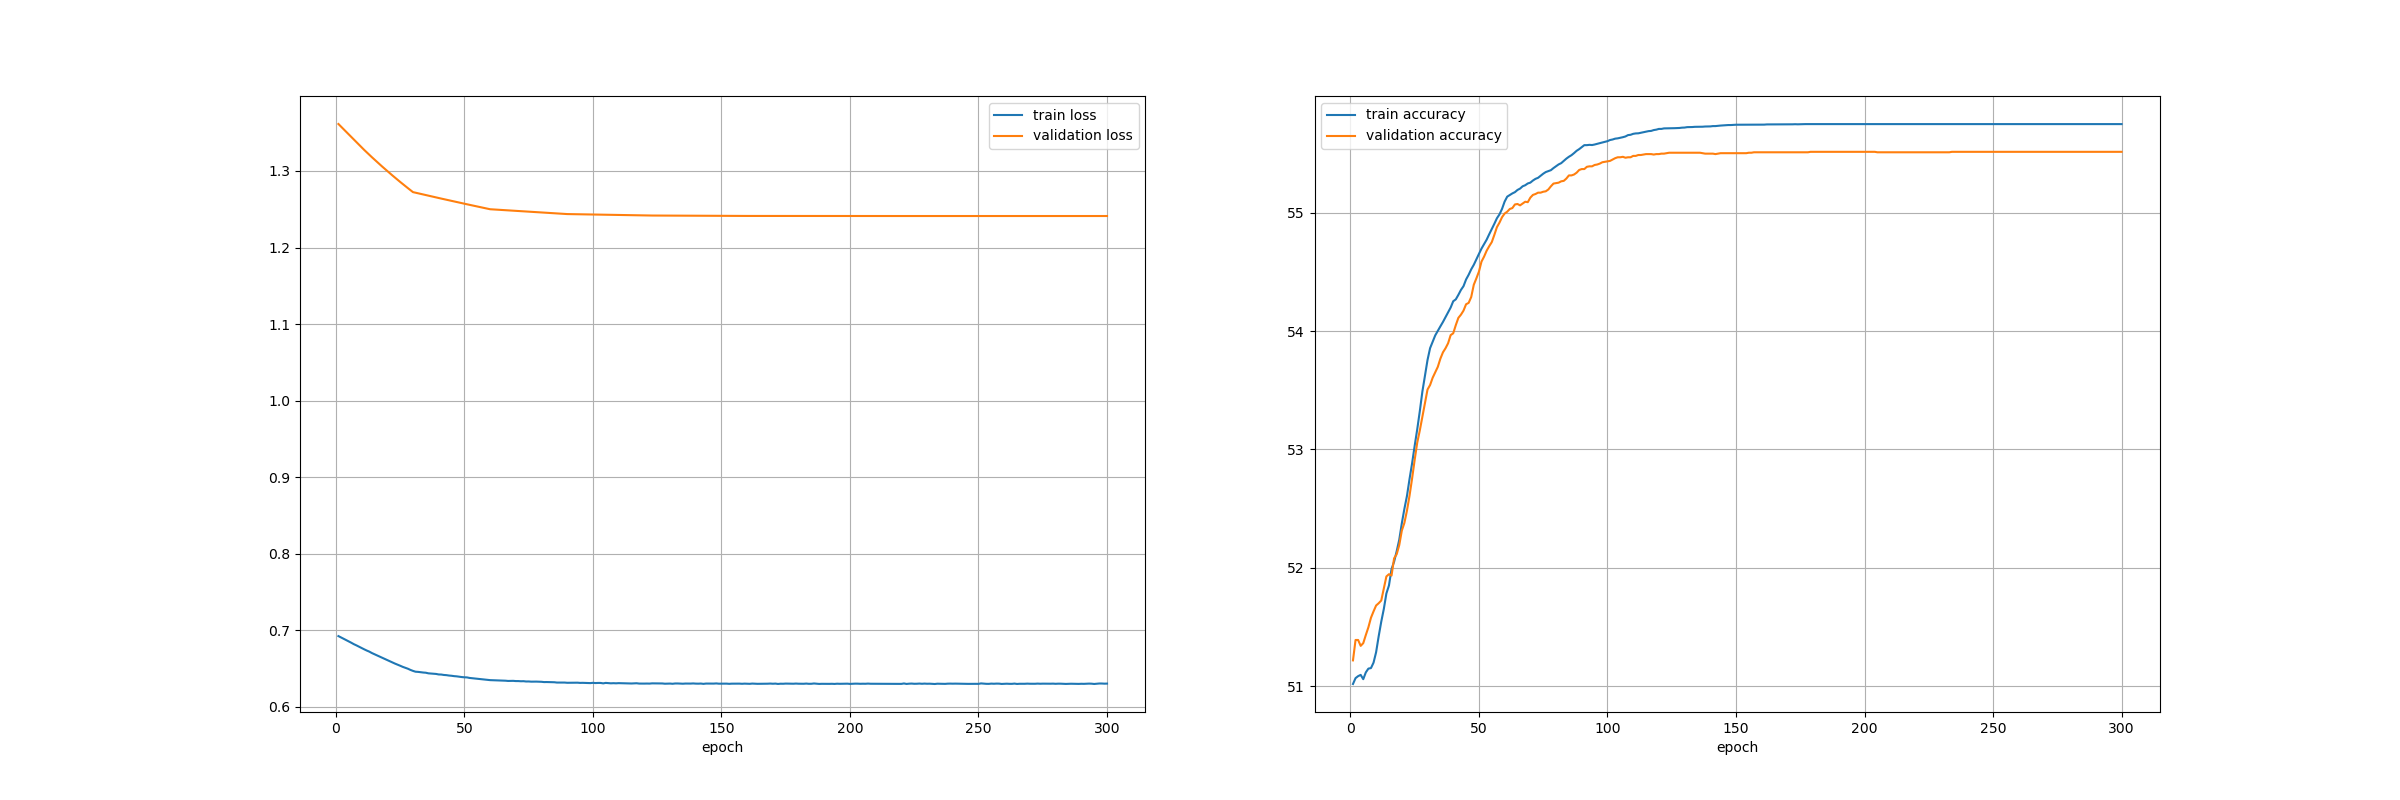 train loss
validation loss
1.3
1.2
1.1
1.0
0.9
0.8
0.7
0.6
0 50 100 150 200 250 300
epoch
train accuracy
validation accuracy
55
54
53
52
51
0 50 100 150 200 250 300
epoch